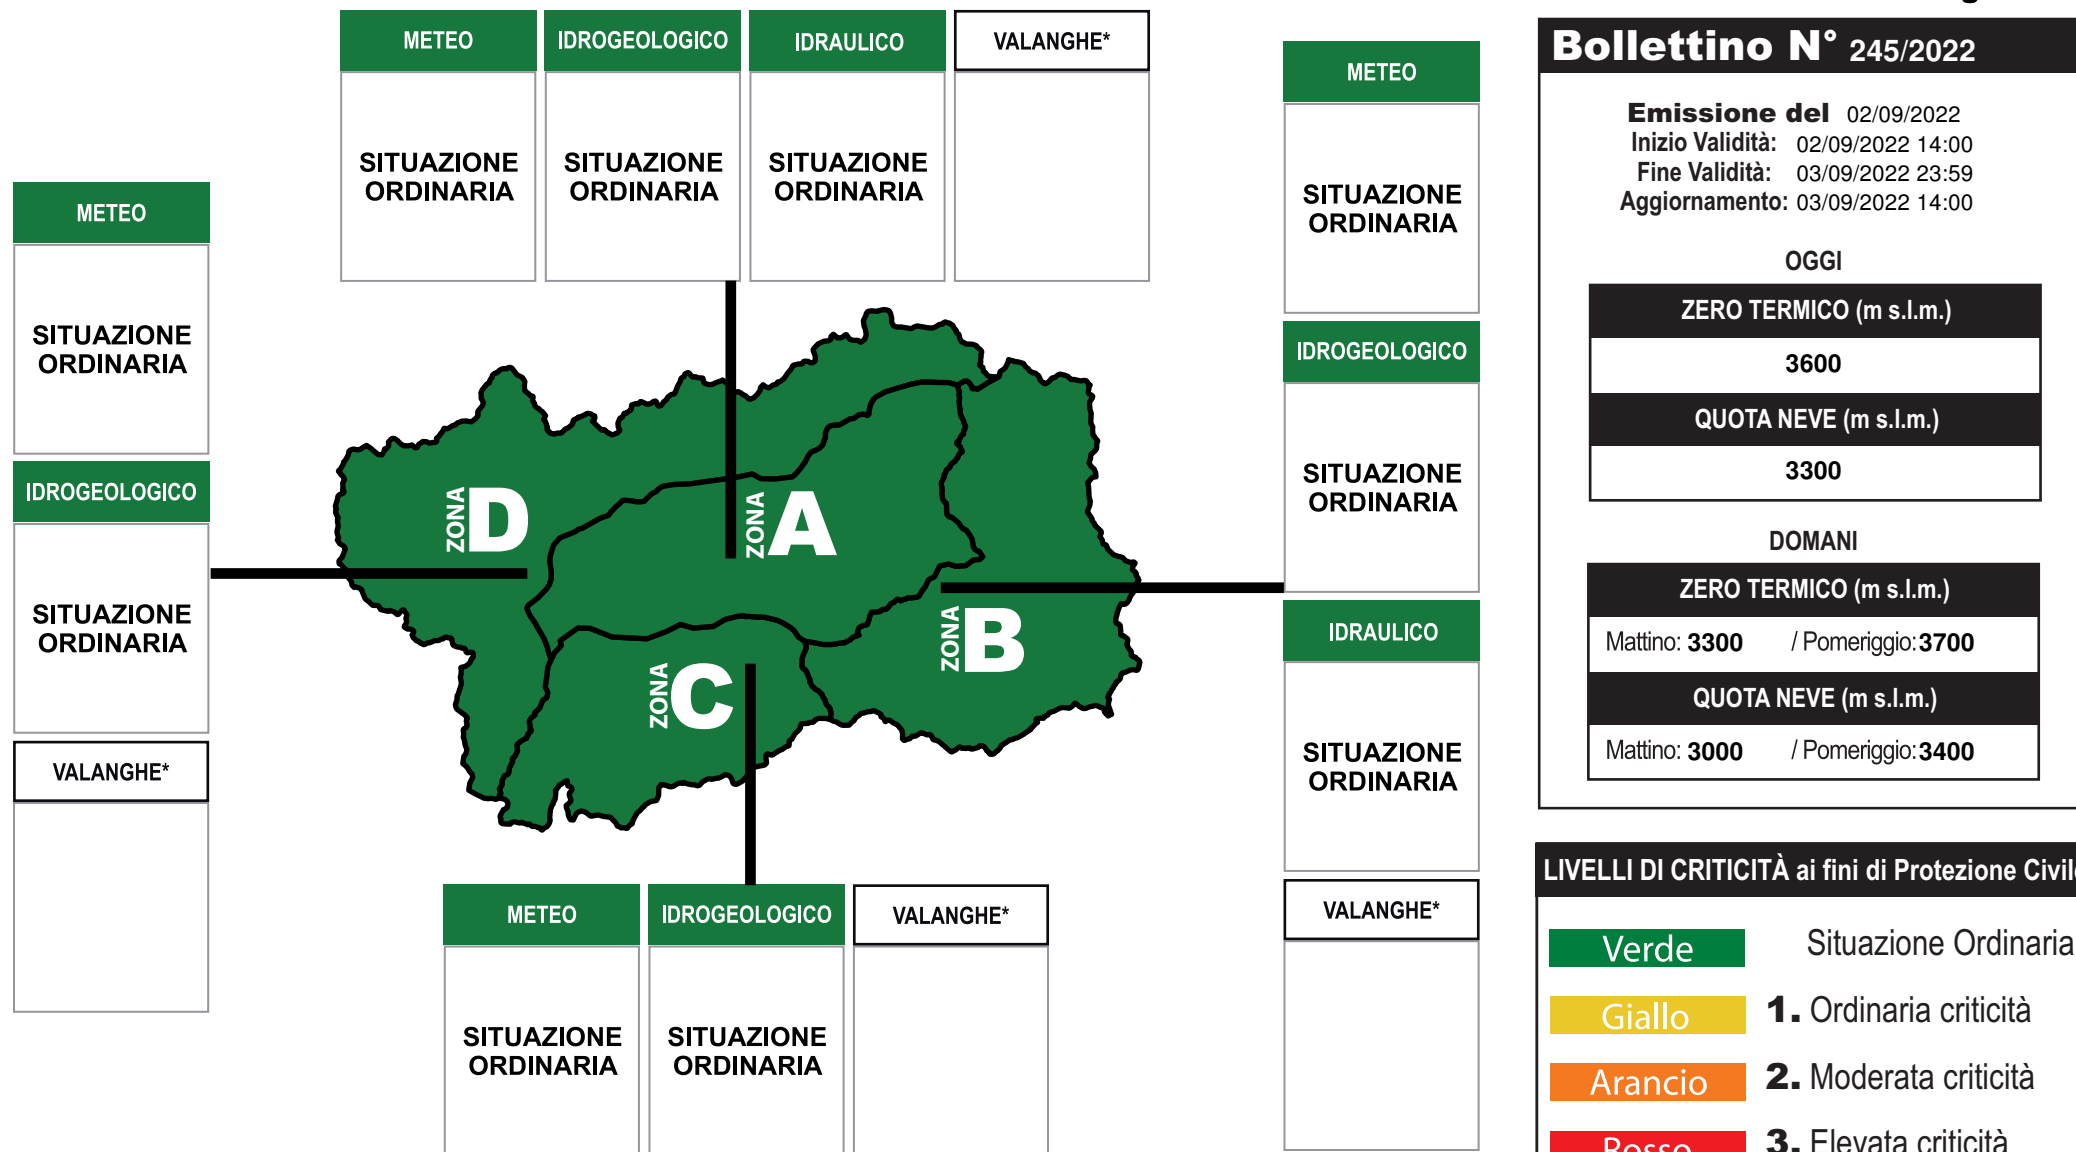 METEO IDROGEOLOGICO IDRAULICO VALANGHE*
SITUAZIONE ORDINARIA
SITUAZIONE ORDINARIA
SITUAZIONE ORDINARIA
METEO
SITUAZIONE
ORDINARIA
IDROGEOLOGICO
SITUAZIONE
ORDINARIA
VALANGHE*
ZONA D
ZONA A
ZONA B
ZONA C
METEO
SITUAZIONE
ORDINARIA
IDROGEOLOGICO
SITUAZIONE
ORDINARIA
IDRAULICO
SITUAZIONE
ORDINARIA
VALANGHE*
METEO IDROGEOLOGICO VALANGHE*
SITUAZIONE ORDINARIA
SITUAZIONE ORDINARIA
Bollettino N° 245/2022
Emissione del 02/09/2022
Inizio Validità: 02/09/2022 14:00
Fine Validità: 03/09/2022 23:59
Aggiornamento: 03/09/2022 14:00
OGGI
ZERO TERMICO (m s.l.m.)
3600
QUOTA NEVE (m s.l.m.)
3300
DOMANI
ZERO TERMICO (m s.l.m.)
Mattino: 3300 / Pomeriggio: 3700
QUOTA NEVE (m s.l.m.)
Mattino: 3000 / Pomeriggio: 3400
LIVELLI DI CRITICITÀ ai fini di Protezione Civile
Verde Situazione Ordinaria
Giallo 1. Ordinaria criticità
Arancio 2. Moderata criticità
Rosso 3. Elevata criticità